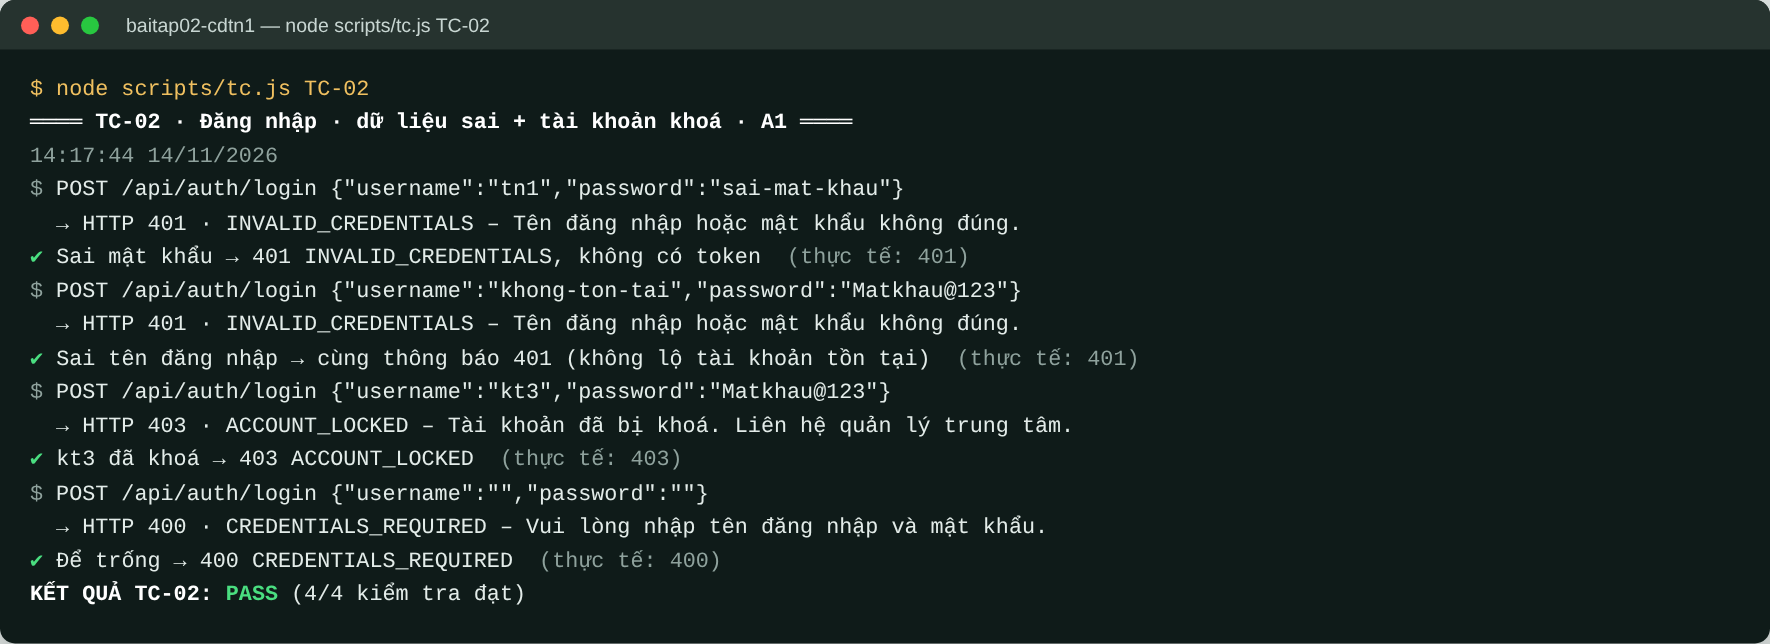 baitap02-cdtn1 — node scripts/tc.js TC-02
$ node scripts/tc.js TC-02
════ TC-02 · Đăng nhập · dữ liệu sai + tài khoản khoá · A1 ════
14:17:44 14/11/2026
$ POST /api/auth/login {"username":"tn1","password":"sai-mat-khau"}
→ HTTP 401 · INVALID_CREDENTIALS – Tên đăng nhập hoặc mật khẩu không đúng.
✔ Sai mật khẩu → 401 INVALID_CREDENTIALS, không có token (thực tế: 401)
$ POST /api/auth/login {"username":"khong-ton-tai","password":"Matkhau@123"}
→ HTTP 401 · INVALID_CREDENTIALS – Tên đăng nhập hoặc mật khẩu không đúng.
✔ Sai tên đăng nhập → cùng thông báo 401 (không lộ tài khoản tồn tại) (thực tế: 401)
$ POST /api/auth/login {"username":"kt3","password":"Matkhau@123"}
→ HTTP 403 · ACCOUNT_LOCKED – Tài khoản đã bị khoá. Liên hệ quản lý trung tâm.
✔ kt3 đã khoá → 403 ACCOUNT_LOCKED (thực tế: 403)
$ POST /api/auth/login {"username":"","password":""}
→ HTTP 400 · CREDENTIALS_REQUIRED – Vui lòng nhập tên đăng nhập và mật khẩu.
✔ Để trống → 400 CREDENTIALS_REQUIRED (thực tế: 400)
KẾT QUẢ TC-02: PASS (4/4 kiểm tra đạt)